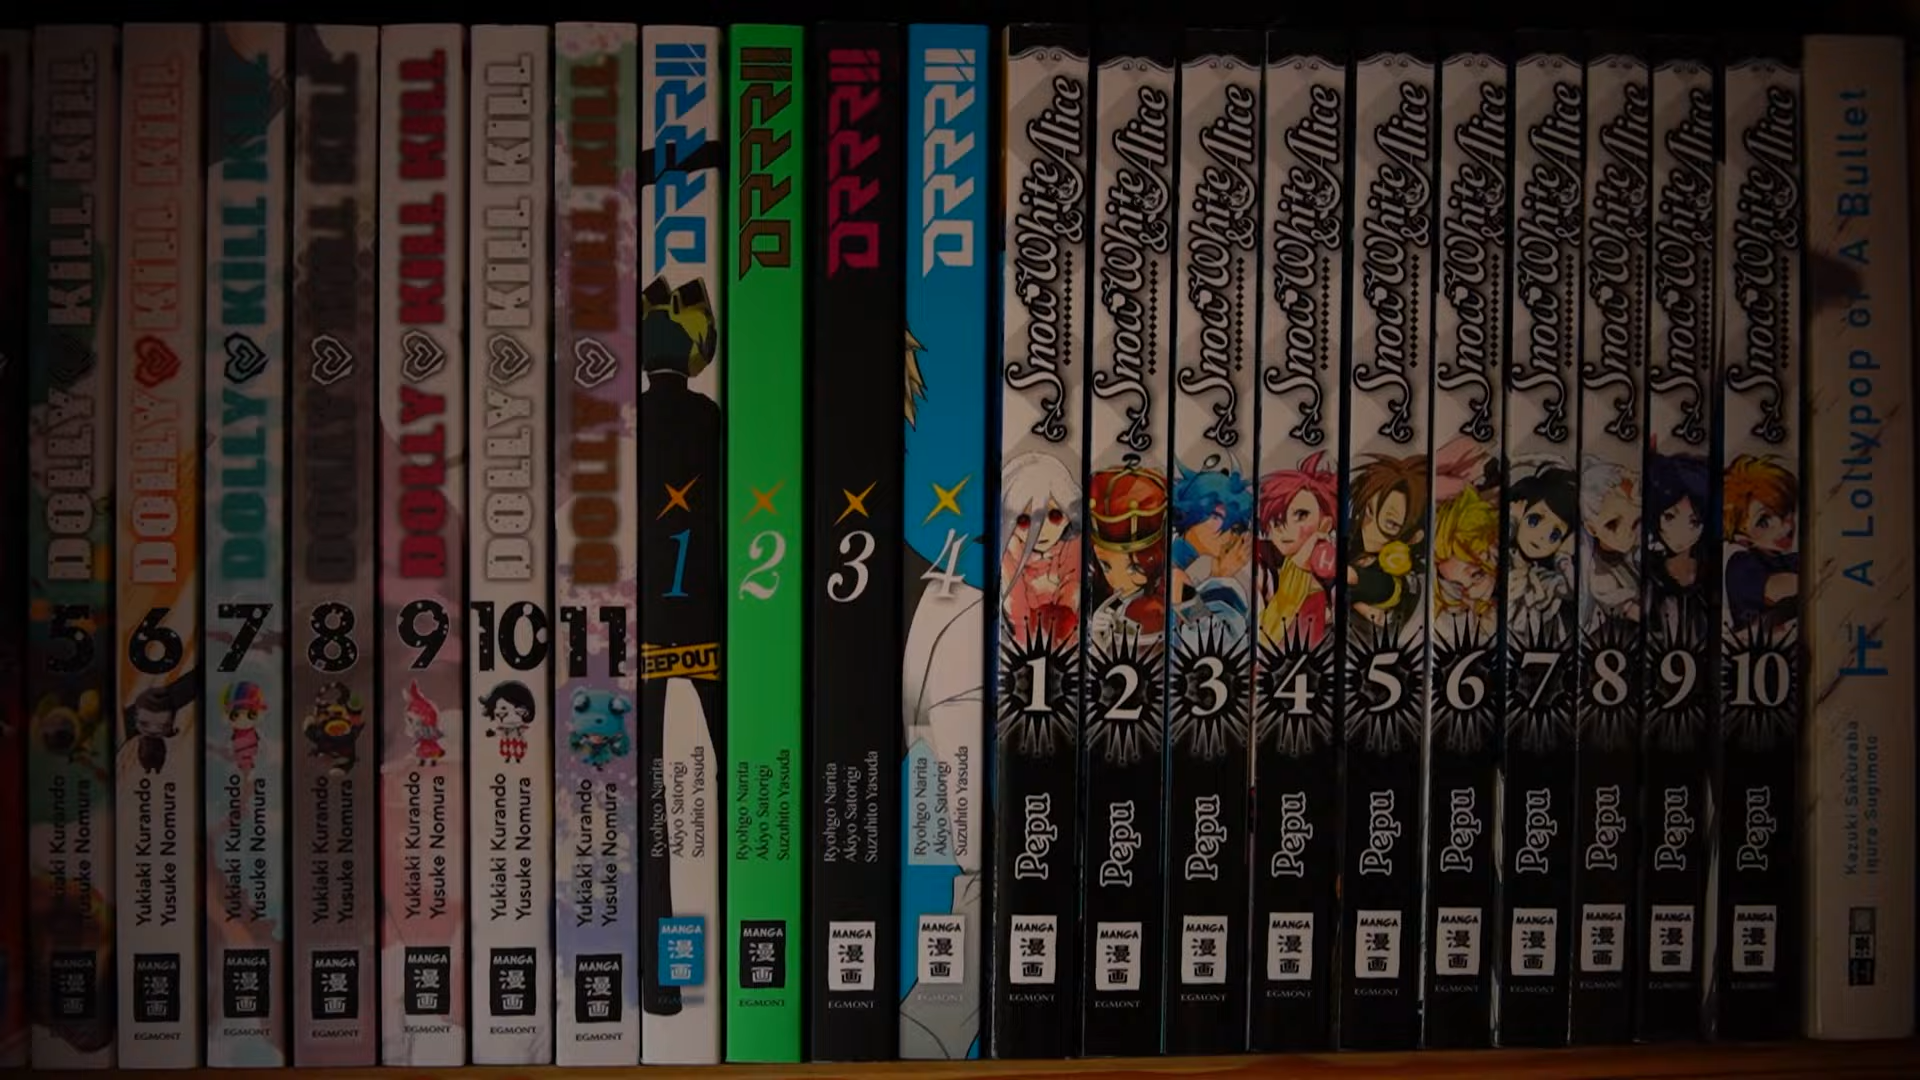 DOLLY KILL KILL
5
Yukiaki Kurando
Yusuke Nomura
MANGA
漫画
DOLLY KILL KILL
6
Yukiaki Kurando
Yusuke Nomura
MANGA
漫画
EGMONT
DOLLY KILL KILL
7
Yukiaki Kurando
Yusuke Nomura
MANGA
漫画
EGMONT
DOLLY KILL KILL
8
Yukiaki Kurando
Yusuke Nomura
MANGA
漫画
EGMONT
DOLLY KILL KILL
9
Yukiaki Kurando
Yusuke Nomura
MANGA
漫画
EGMONT
DOLLY KILL KILL
10
Yukiaki Kurando
Yusuke Nomura
MANGA
漫画
EGMONT
DOLLY KILL KILL
11
Yukiaki Kurando
Yusuke Nomura
MANGA
漫画
EGMONT
DRRR!!
×
1
KEEP OUT
Ryohgo Narita
Akiyo Satorigi
Suzuhito Yasuda
MANGA
漫画
EGMONT
DRRR!!
×
2
Ryohgo Narita
Akiyo Satorigi
Suzuhito Yasuda
MANGA
漫画
EGMONT
DRRR!!
×
3
Ryohgo Narita
Akiyo Satorigi
Suzuhito Yasuda
MANGA
漫画
EGMONT
DRRR!!
×
4
Ryohgo Narita
Akiyo Satorigi
Suzuhito Yasuda
MANGA
漫画
EGMONT
Snow White & Alice
1
Pepu
MANGA
漫画
EGMONT
Snow White & Alice
2
Pepu
MANGA
漫画
EGMONT
Snow White & Alice
3
Pepu
MANGA
漫画
EGMONT
Snow White & Alice
4
Pepu
MANGA
漫画
EGMONT
Snow White & Alice
5
Pepu
MANGA
漫画
EGMONT
Snow White & Alice
6
Pepu
MANGA
漫画
EGMONT
Snow White & Alice
7
Pepu
MANGA
漫画
EGMONT
Snow White & Alice
8
Pepu
MANGA
漫画
EGMONT
Snow White & Alice
9
Pepu
MANGA
漫画
EGMONT
Snow White & Alice
10
Pepu
MANGA
漫画
EGMONT
A Lollypop or A Bullet
上
Kazuki Sakuraba
Iqura Sugimoto